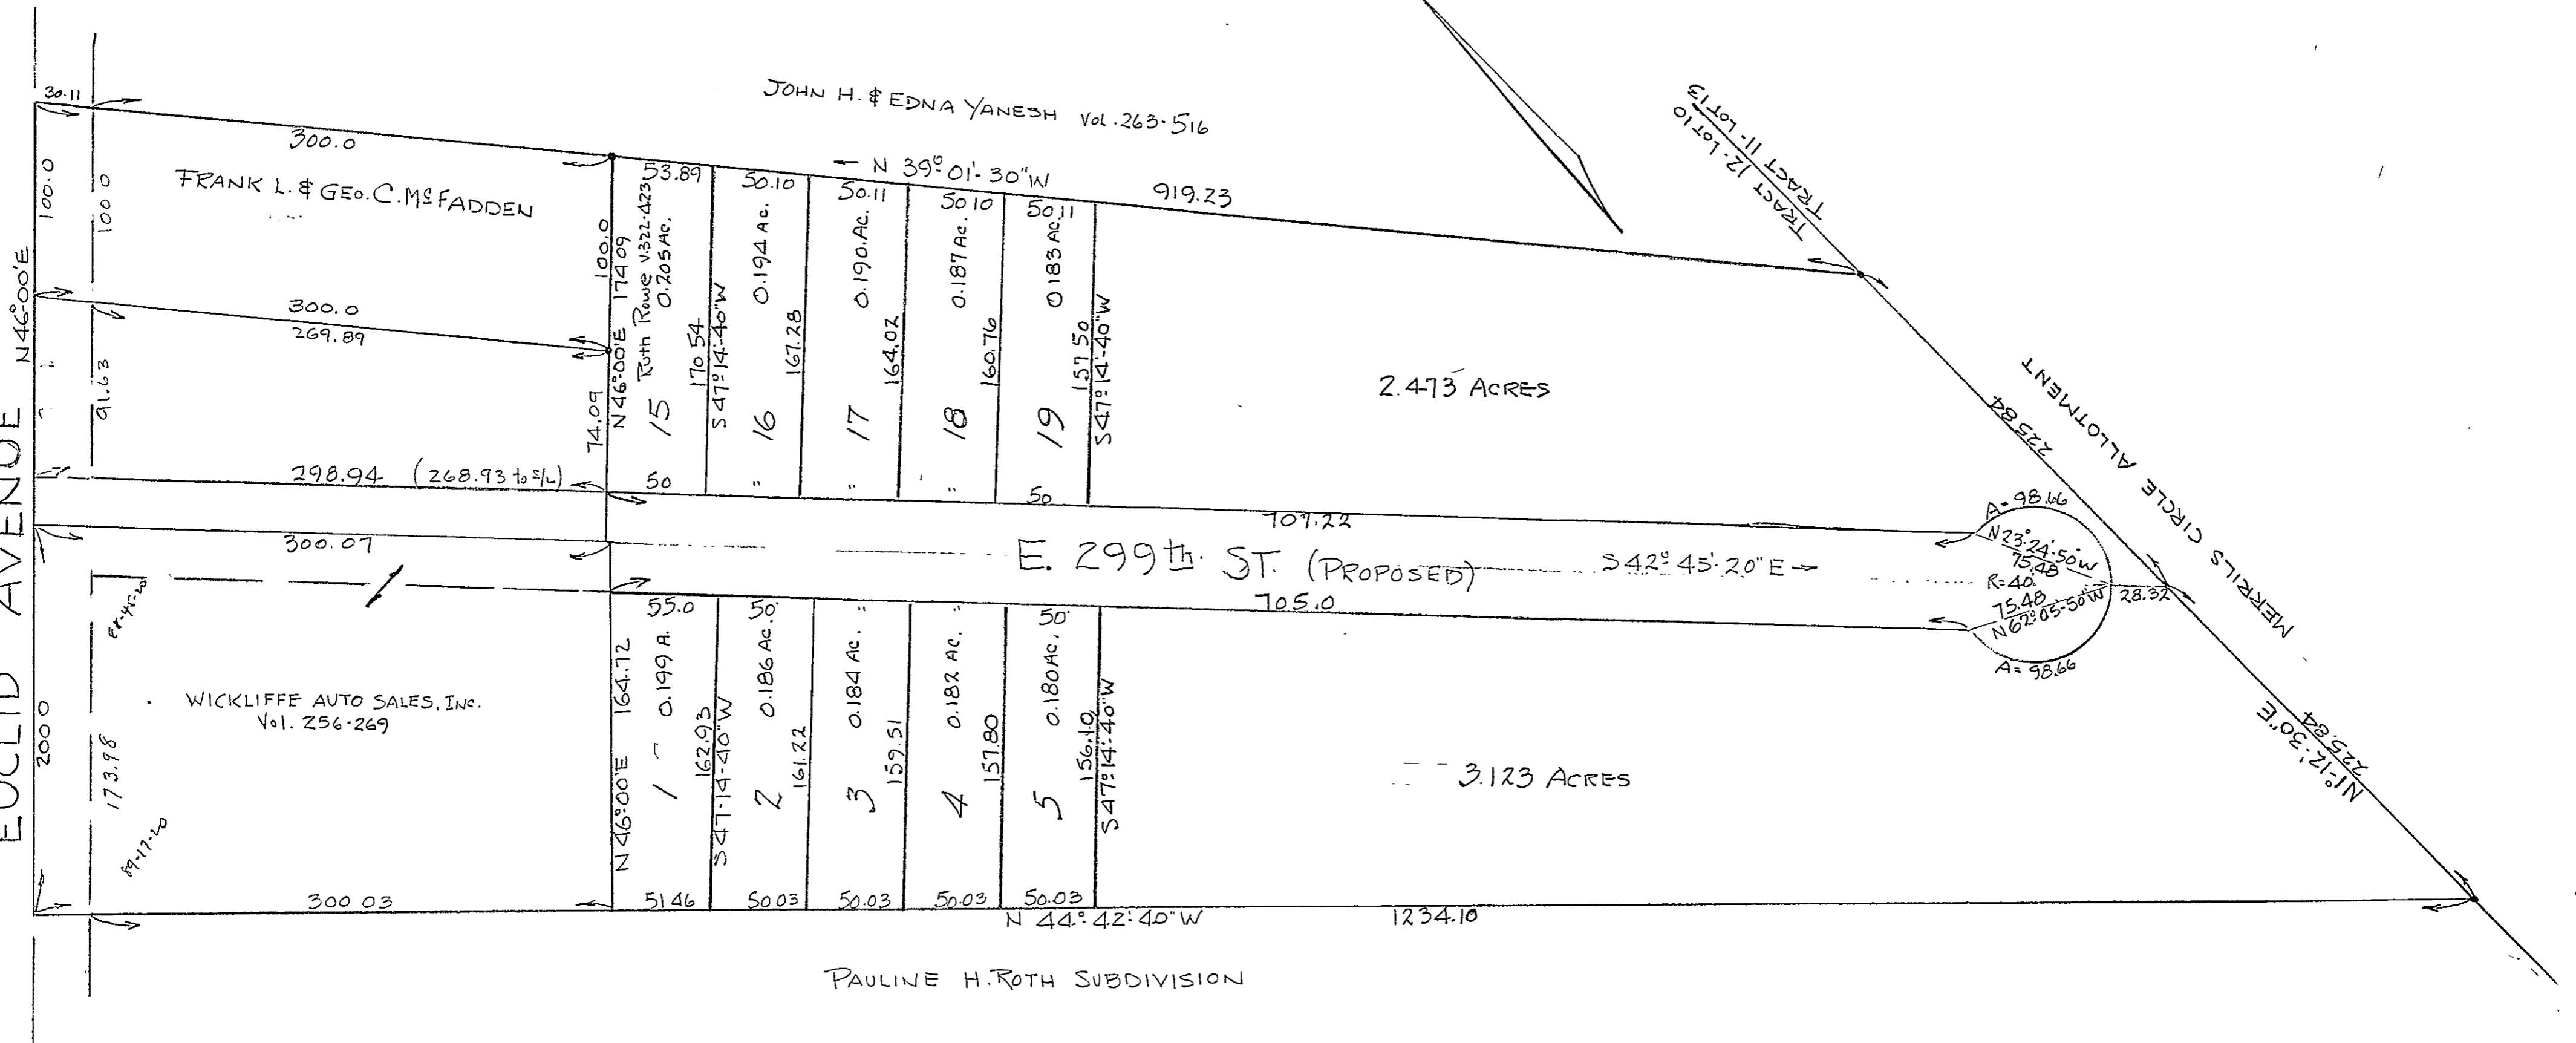 JOHN H. & EDNA YANESH VOL. 263-516
30.11
300.0
N 39° 01' 30" W
919.23
FRANK L. & GEO. C. McFADDEN
100.0
100.0
N46°00'E
91.63
300.0
269.89
298.94 (268.93 to S/L)
300.07
EUCLID AVENUE
100.0
74.09
N46°00'E 174.09
53.89
Ruth Rowe V.322-423
0.205 Ac.
15
170.54
S 47°14'-40"W
50
50.10
0.194 Ac.
16
167.28
"
50.11
0.190 Ac.
17
164.02
"
50.10
0.187 Ac.
18
160.76
"
50.11
0.183 Ac.
19
157.50
S 47°14'-40"W
50
2.473 ACRES
TRACT 12-LOT 10
TRACT 11-LOT 13
225.84
MERRILS CIRCLE ALLOTMENT
707.22
E. 299th ST. (PROPOSED)
S 42° 45' 20" E
705.0
A= 98.66
N 23°-24'-50"W
75.48
R=40'
75.48
N 62°05'-50"W
A= 98.66
28.32
225.84
N1°-12'-30"E
200.0
173.98
89-17-20
WICKLIFFE AUTO SALES, INC.
Vol. 256-269
300.03
N 46°00'E 164.72
55.0
0.199 A.
1
162.93
S 47-14-40"W
51.46
50'
0.186 Ac.
2
161.22
50.03
"
0.184 Ac.
3
159.51
50.03
"
0.182 Ac.
4
157.80
50.03
50'
0.180 Ac.
5
156.10
S 47°14'-40"W
50.03
3.123 ACRES
N 44° 42' 40" W
1234.10
PAULINE H. ROTH SUBDIVISION